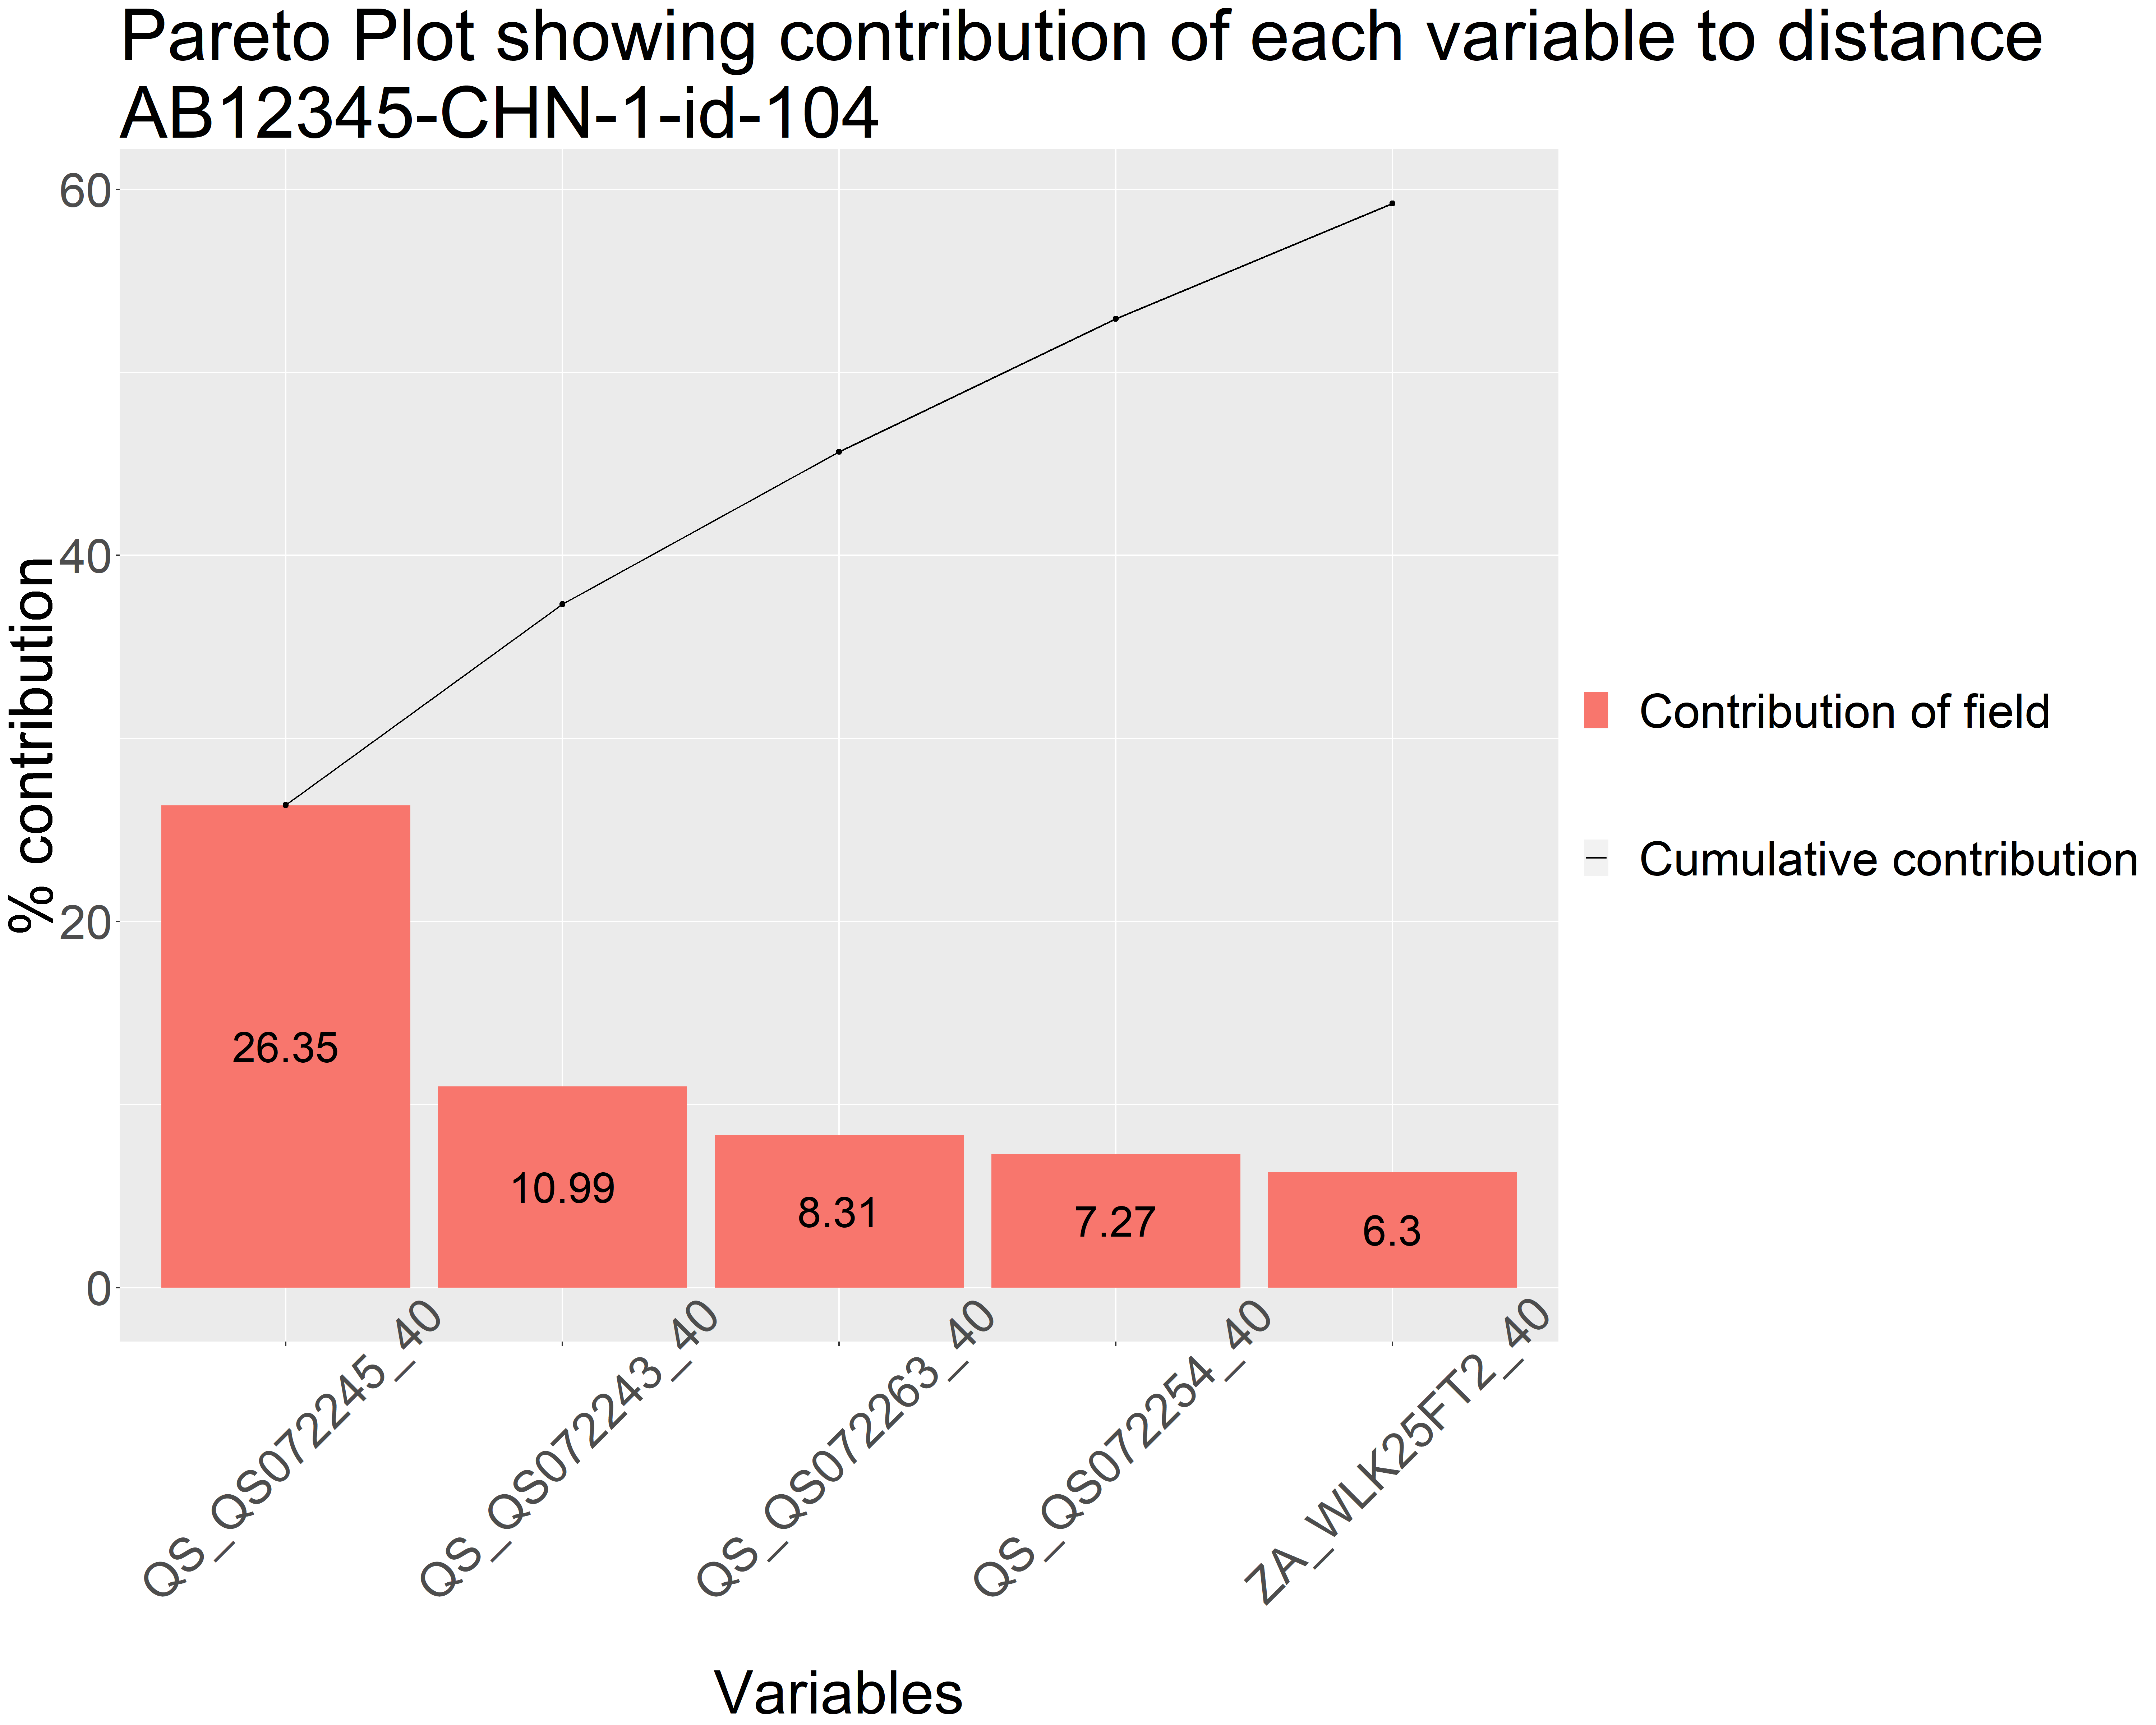 Pareto Plot showing contribution of each variable to distance
AB12345-CHN-1-id-104
% contribution
60
40
20
0
26.35
10.99
8.31
7.27
6.3
QS_QS072245_40
QS_QS072243_40
QS_QS072263_40
QS_QS072254_40
ZA_WLK25FT2_40
Variables
Contribution of field
Cumulative contribution